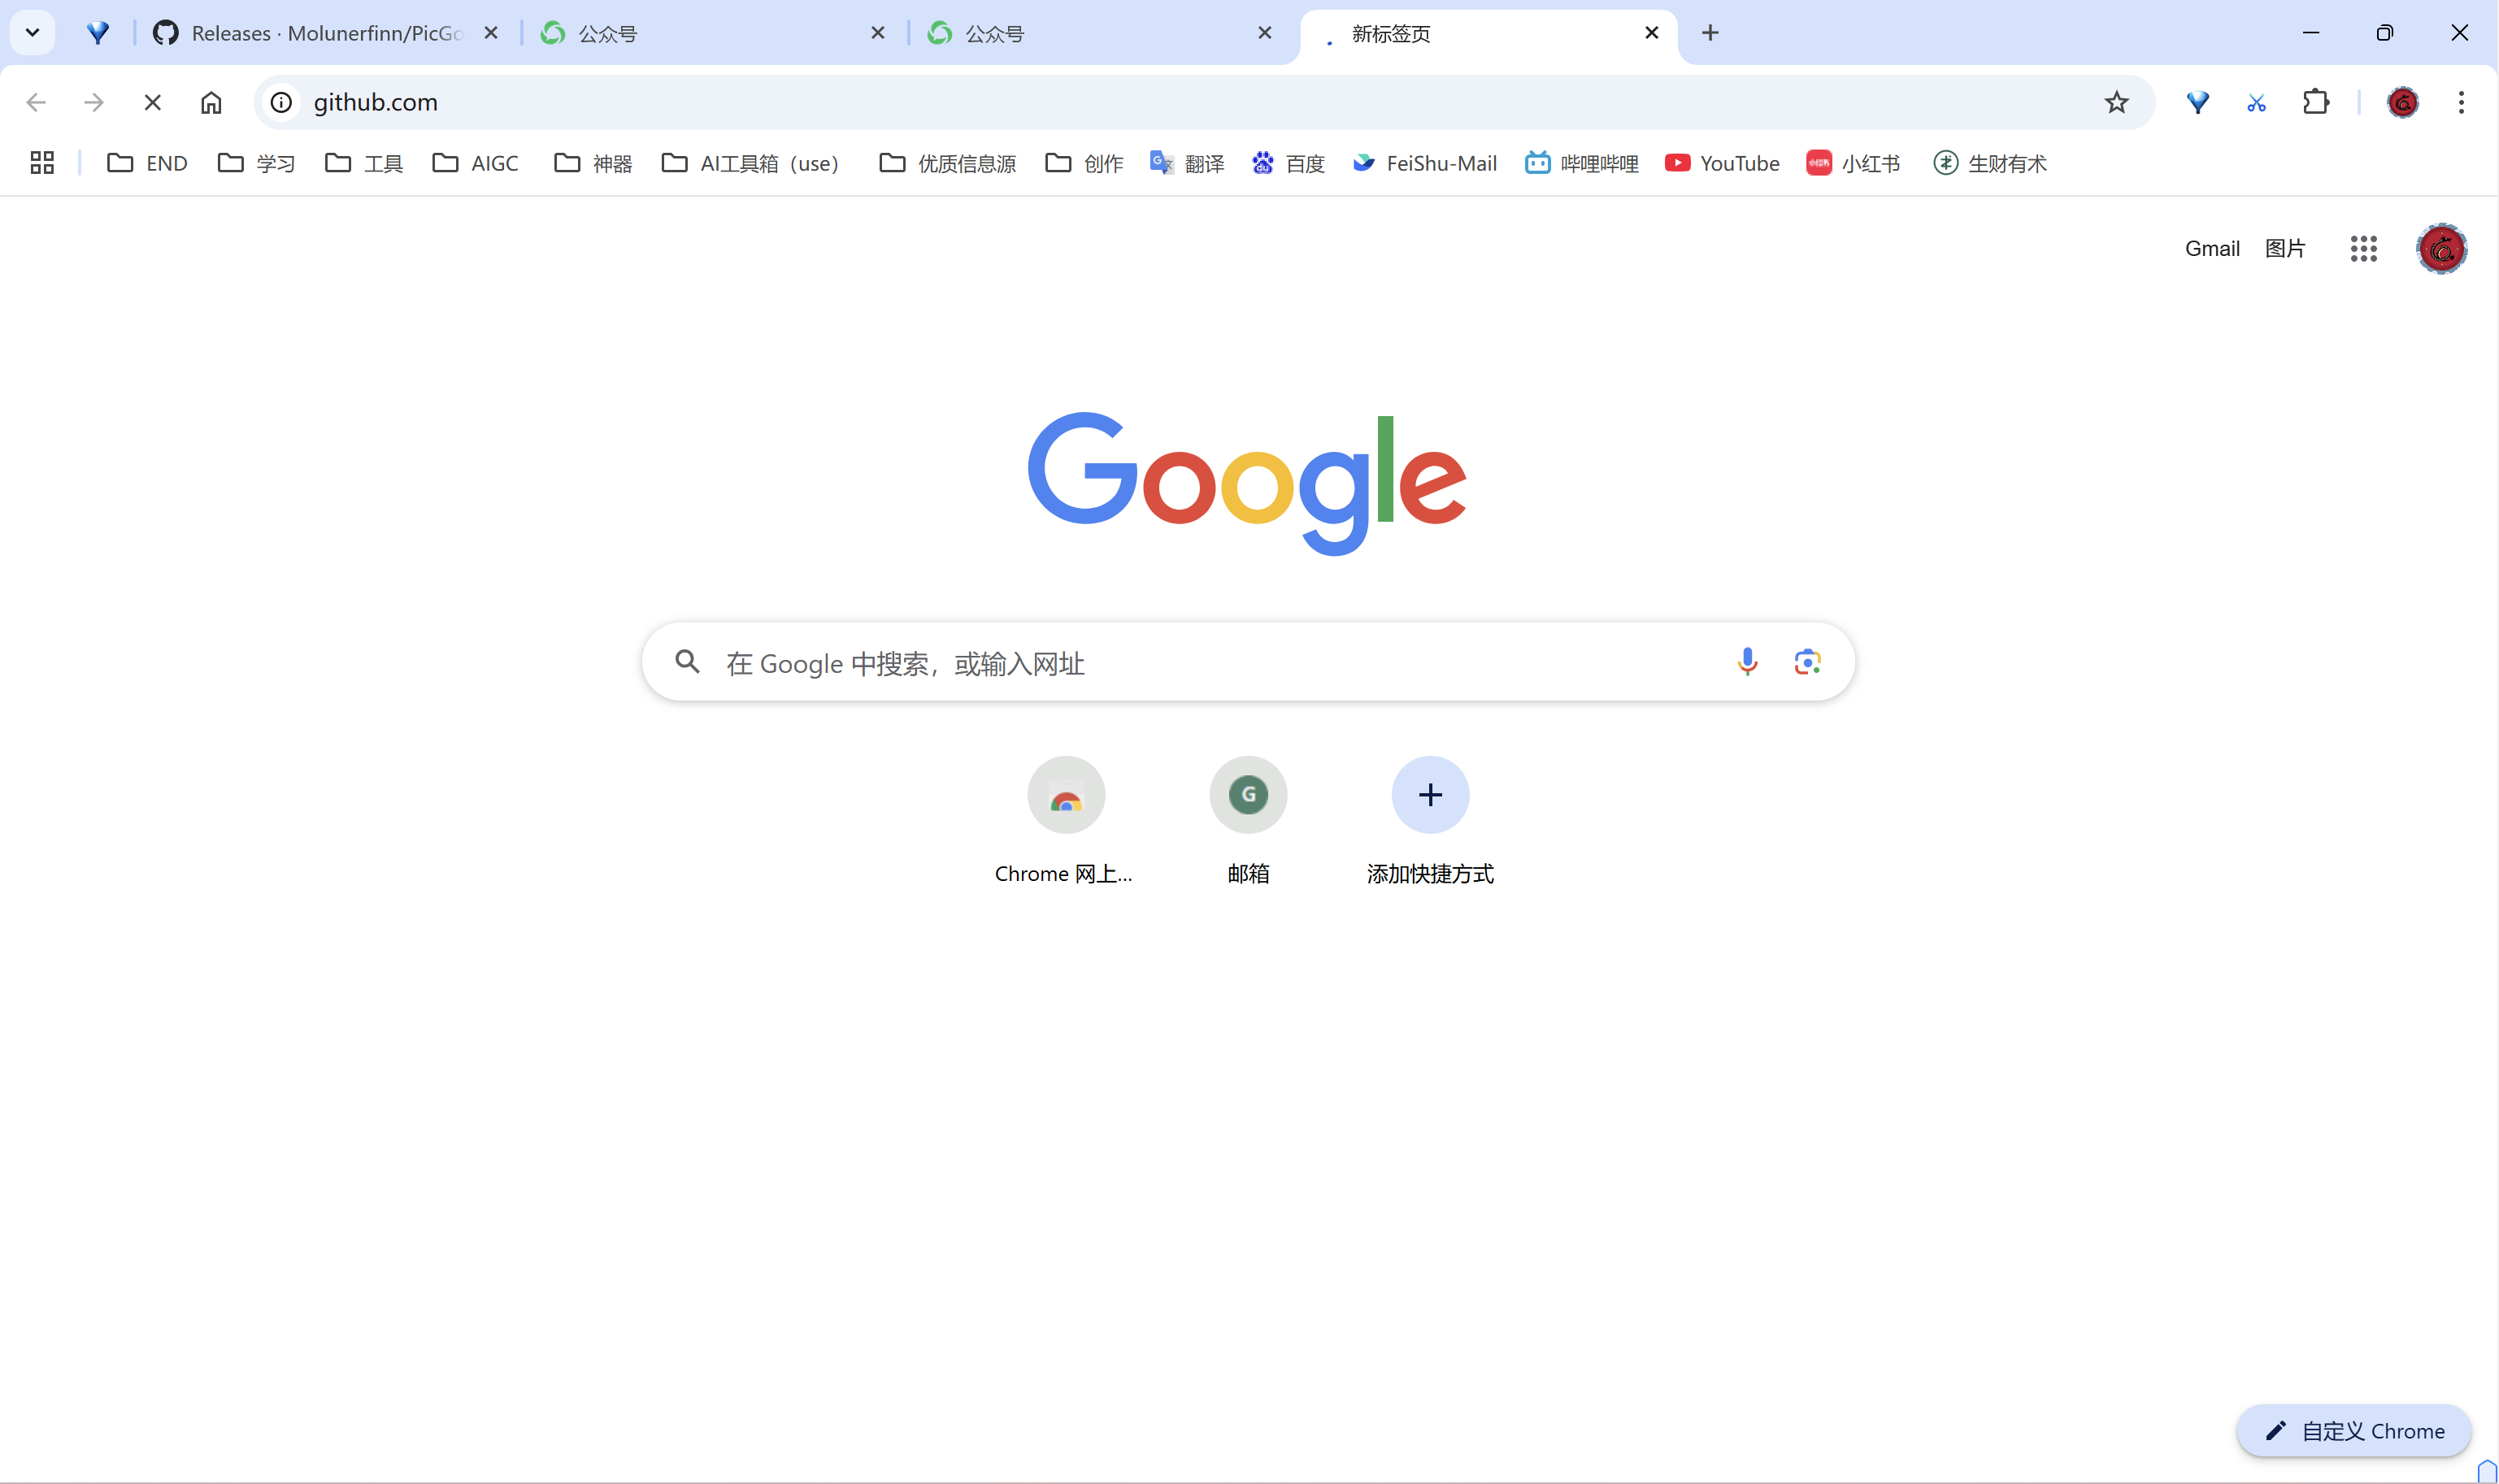 Releases · Molunerfinn/PicGo
公众号
公众号
新标签页
github.com
END
学习
工具
AIGC
神器
AI工具箱（use）
优质信息源
创作
翻译
百度
FeiShu-Mail
哔哩哔哩
YouTube
小红书
生财有术
Gmail
图片
Google
在 Google 中搜索，或输入网址
G
Chrome 网上...
邮箱
添加快捷方式
自定义 Chrome